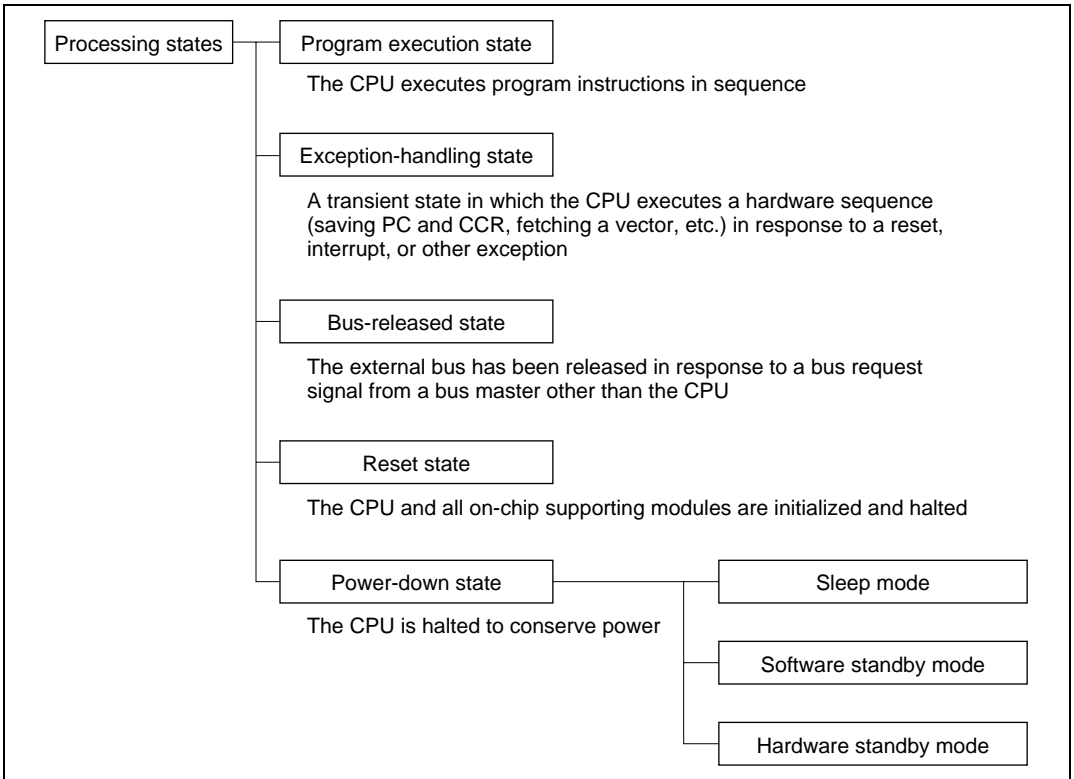 Processing states
Program execution state
The CPU executes program instructions in sequence
Exception-handling state
A transient state in which the CPU executes a hardware sequence
(saving PC and CCR, fetching a vector, etc.) in response to a reset,
interrupt, or other exception
Bus-released state
The external bus has been released in response to a bus request
signal from a bus master other than the CPU
Reset state
The CPU and all on-chip supporting modules are initialized and halted
Power-down state
The CPU is halted to conserve power
Sleep mode
Software standby mode
Hardware standby mode